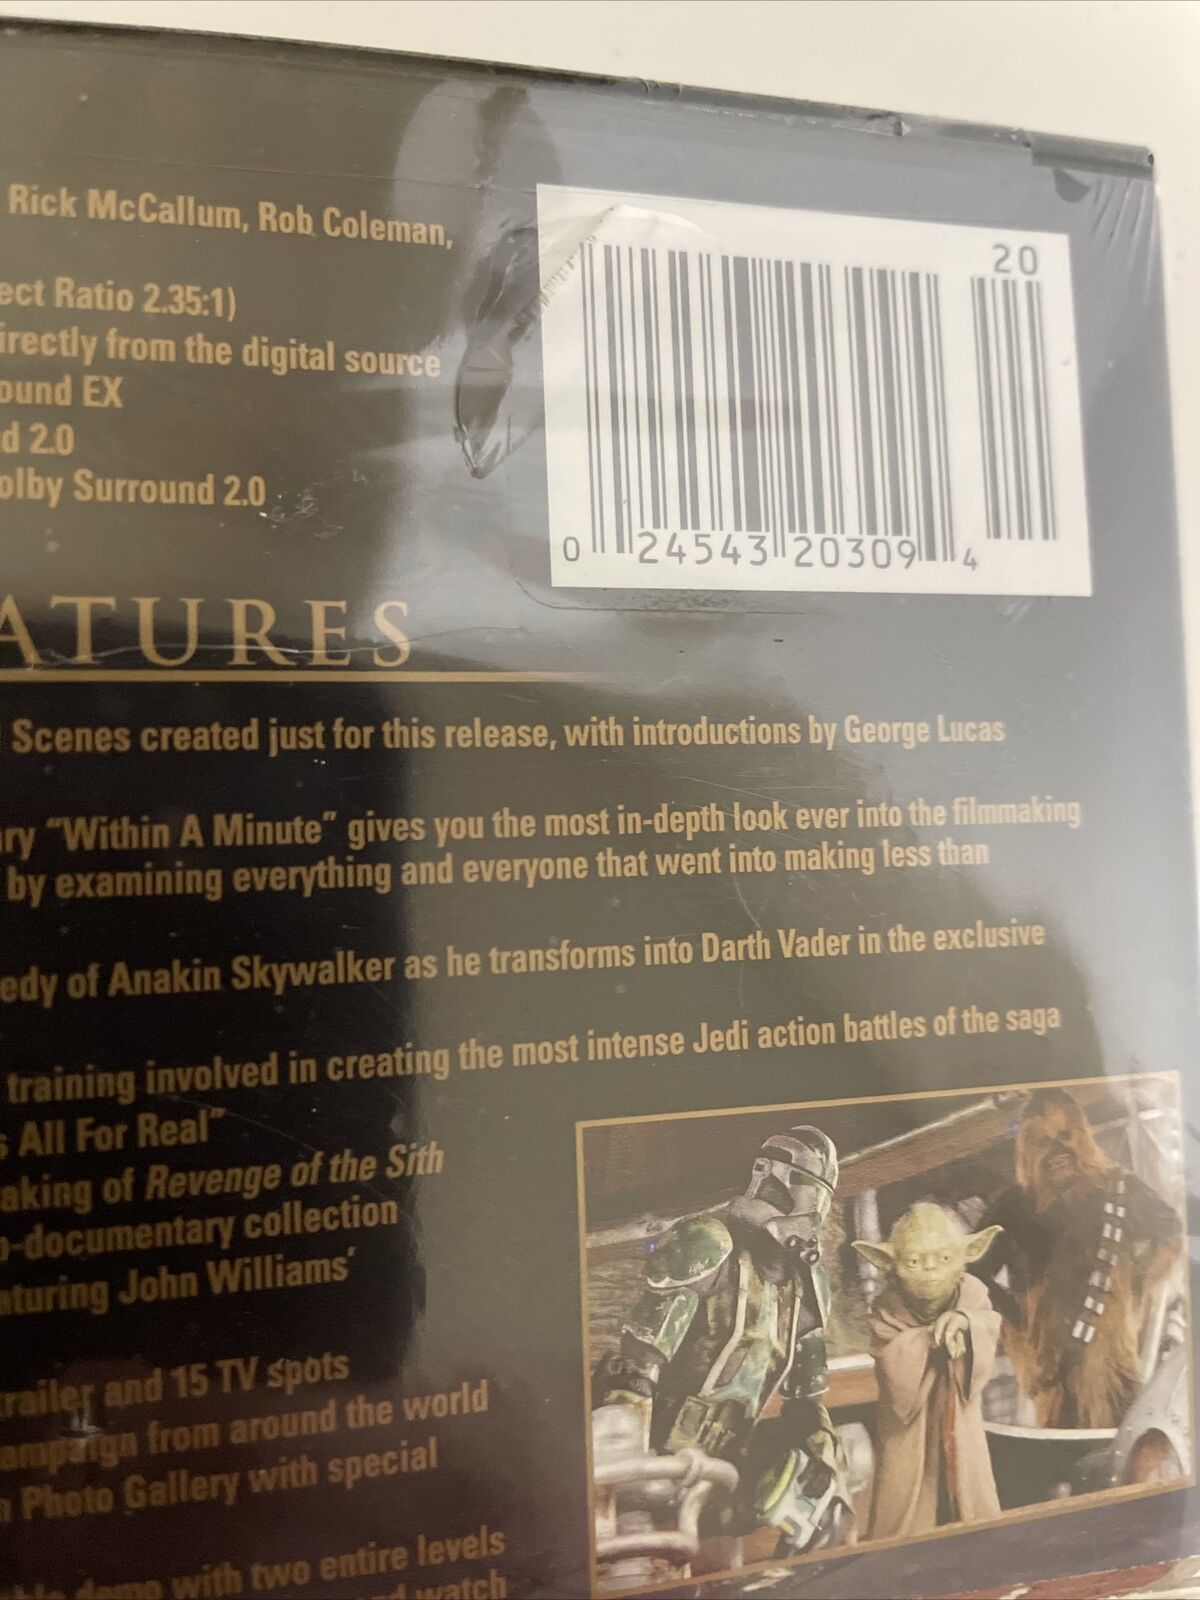 Rick McCallum, Rob Coleman,
ect Ratio 2.35:1)
irectly from the digital source
ound EX
d 2.0
olby Surround 2.0
20
0 24543 20309 4
ATURES
Scenes created just for this release, with introductions by George Lucas
ry “Within A Minute” gives you the most in-depth look ever into the filmmaking
by examining everything and everyone that went into making less than
edy of Anakin Skywalker as he transforms into Darth Vader in the exclusive
training involved in creating the most intense Jedi action battles of the saga
s All For Real”
aking of Revenge of the Sith
-documentary collection
aturing John Williams’
trailer and 15 TV spots
ampaign from around the world
Photo Gallery with special
demo with two entire levels
watch